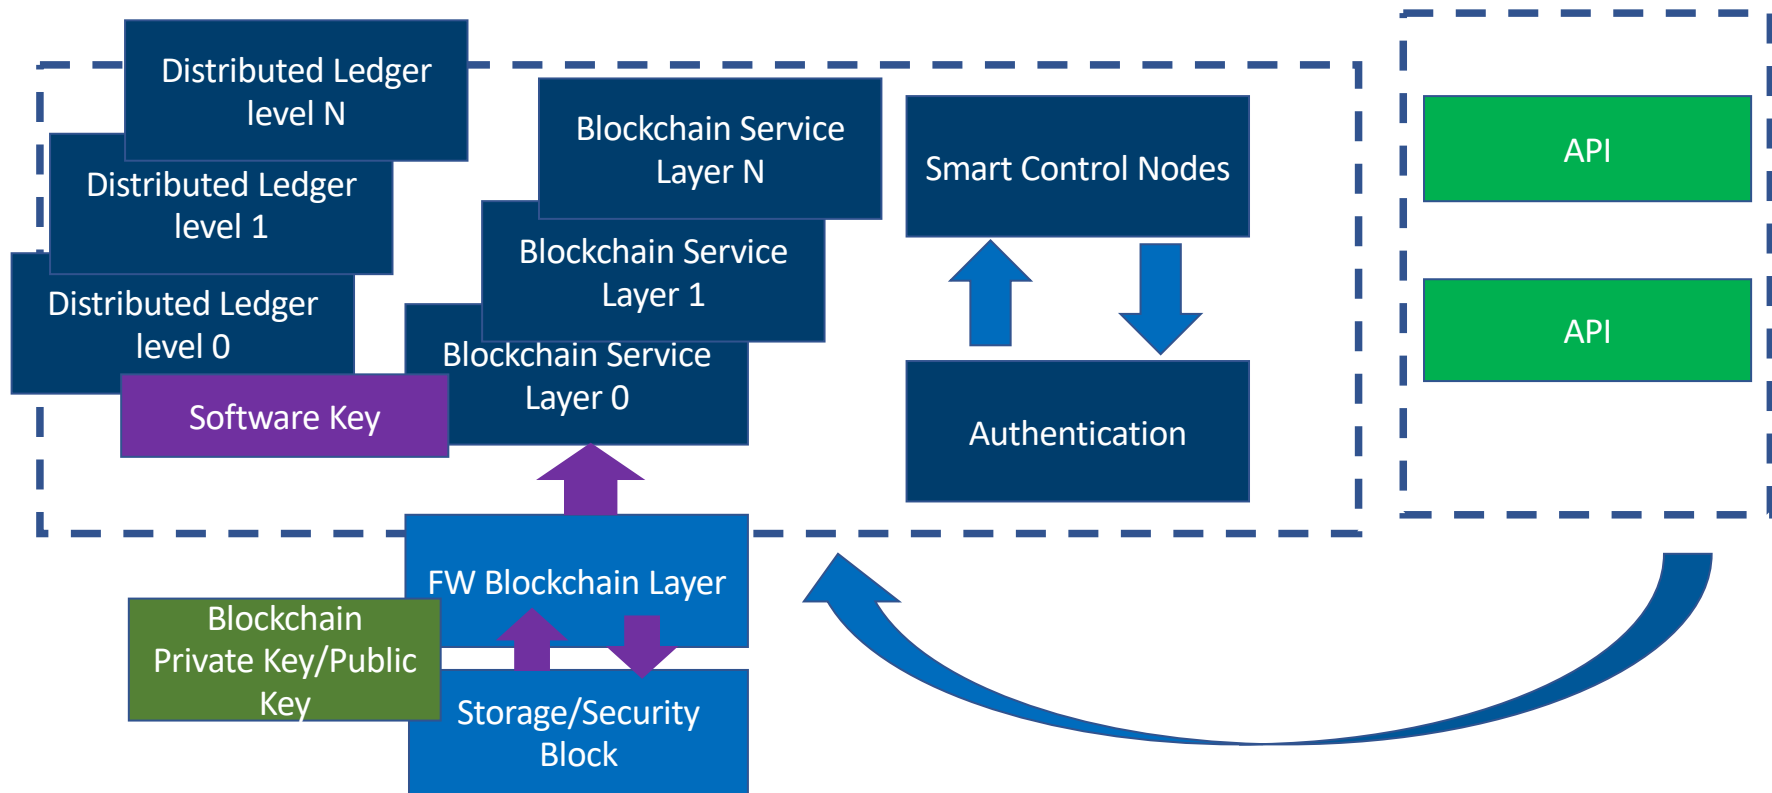 Distributed Ledger
level N
Distributed Ledger
level 1
Distributed Ledger
level 0
Software Key
Blockchain Service
Layer N
Blockchain Service
Layer 1
Blockchain Service
Layer 0
Smart Control Nodes
Authentication
API
API
FW Blockchain Layer
Blockchain
Private Key/Public
Key
Storage/Security
Block